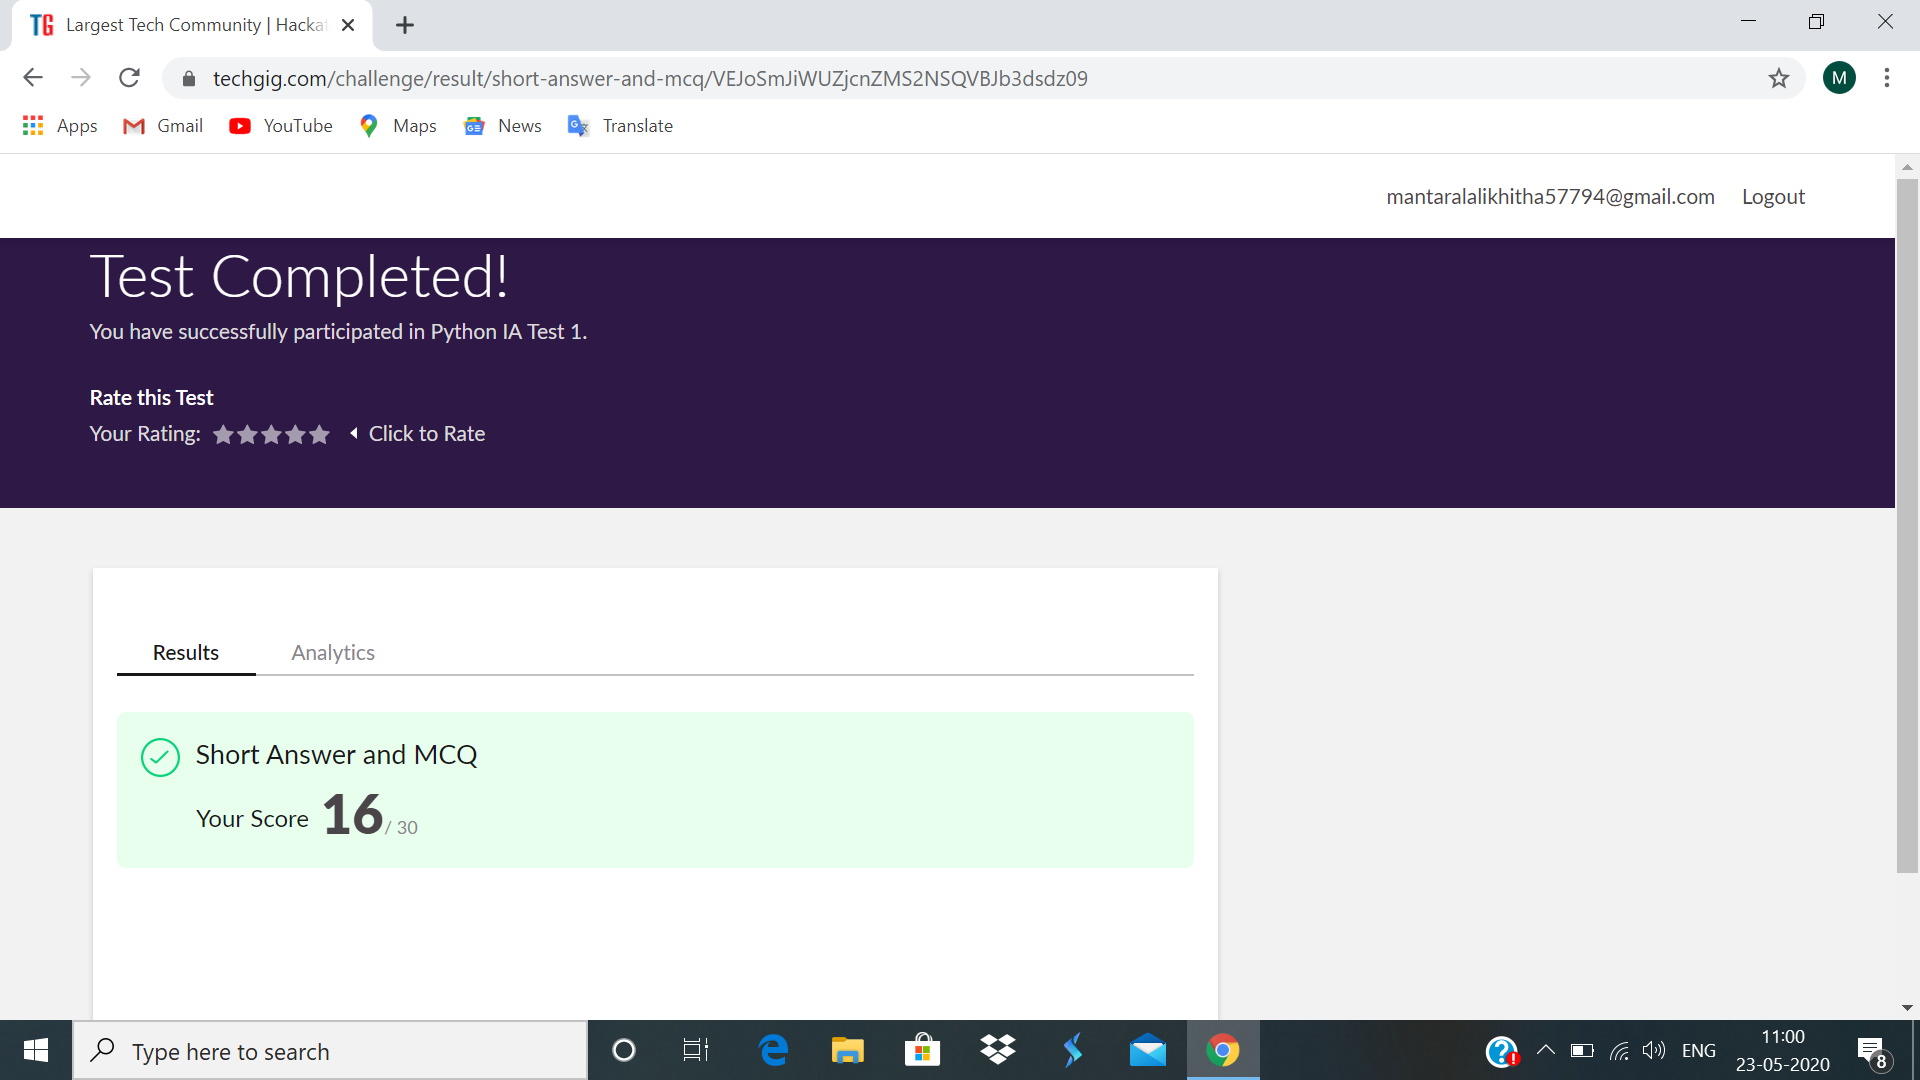 TG Largest Tech Community | Hacka
techgig.com/challenge/result/short-answer-and-mcq/VEJoSmJiWUZjcnZMS2NSQVBJb3dsdz09
M
Apps Gmail YouTube Maps News Translate
mantaralalikhitha57794@gmail.com Logout
Test Completed!
You have successfully participated in Python IA Test 1.
Rate this Test
Your Rating: Click to Rate
Results Analytics
Short Answer and MCQ
Your Score 16 / 30
Type here to search
ENG
11:00
23-05-2020
8